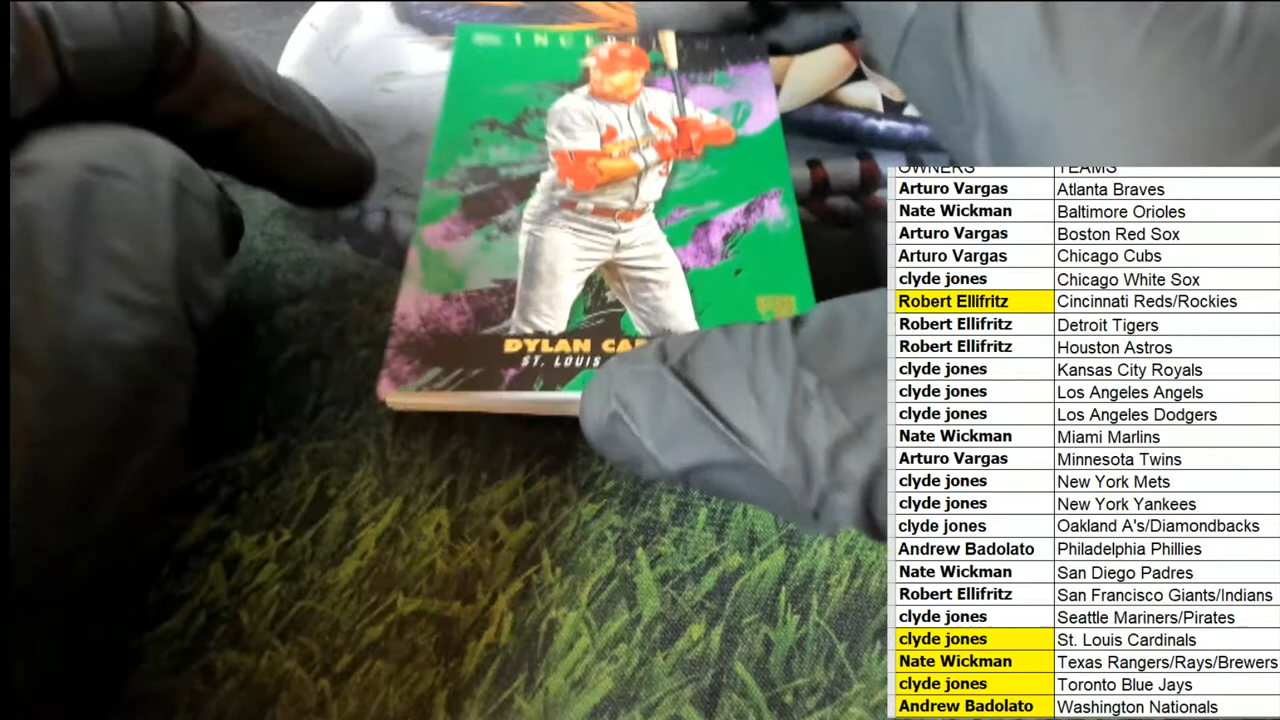 DYLAN
ST. LOUIS
OWNERS TEAMS
Arturo Vargas Atlanta Braves
Nate Wickman Baltimore Orioles
Arturo Vargas Boston Red Sox
Arturo Vargas Chicago Cubs
clyde jones Chicago White Sox
Robert Ellifritz Cincinnati Reds/Rockies
Robert Ellifritz Detroit Tigers
Robert Ellifritz Houston Astros
clyde jones Kansas City Royals
clyde jones Los Angeles Angels
clyde jones Los Angeles Dodgers
Nate Wickman Miami Marlins
Arturo Vargas Minnesota Twins
clyde jones New York Mets
clyde jones New York Yankees
clyde jones Oakland A's/Diamondbacks
Andrew Badolato Philadelphia Phillies
Nate Wickman San Diego Padres
Robert Ellifritz San Francisco Giants/Indians
clyde jones Seattle Mariners/Pirates
clyde jones St. Louis Cardinals
Nate Wickman Texas Rangers/Rays/Brewers
clyde jones Toronto Blue Jays
Andrew Badolato Washington Nationals